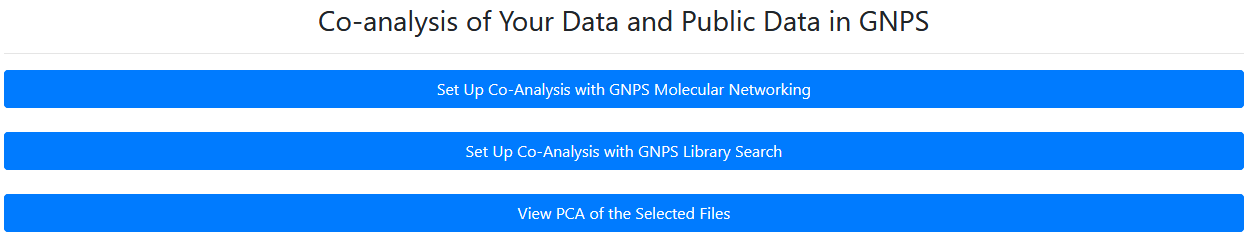 Co-analysis of Your Data and Public Data in GNPS
Set Up Co-Analysis with GNPS Molecular Networking
Set Up Co-Analysis with GNPS Library Search
View PCA of the Selected Files